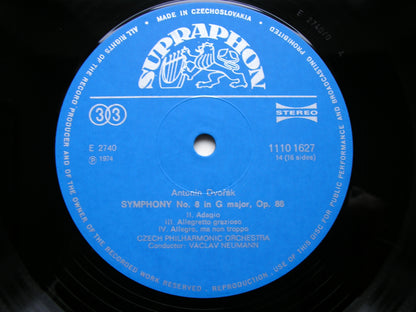 MADE IN CZECHOSLOVAKIA
ALL RIGHTS OF THE RECORD PRODUCER AND OF THE OWNER OF THE RECORDED WORK RESERVED. REPRODUCTION - LENDING - USE OF THIS DISC FOR PUBLIC PERFORMANCE AND BROADCASTING PROHIBITED
SUPRAPHON
33
STEREO
E 2740
1110 1627
℗ 1974
14 (16 sides)
Antonín Dvořák
SYMPHONY No. 8 in G major, Op. 88
II. Adagio
III. Allegretto grazioso
IV. Allegro, ma non troppo
CZECH PHILHARMONIC ORCHESTRA
Conductor: VÁCLAV NEUMANN